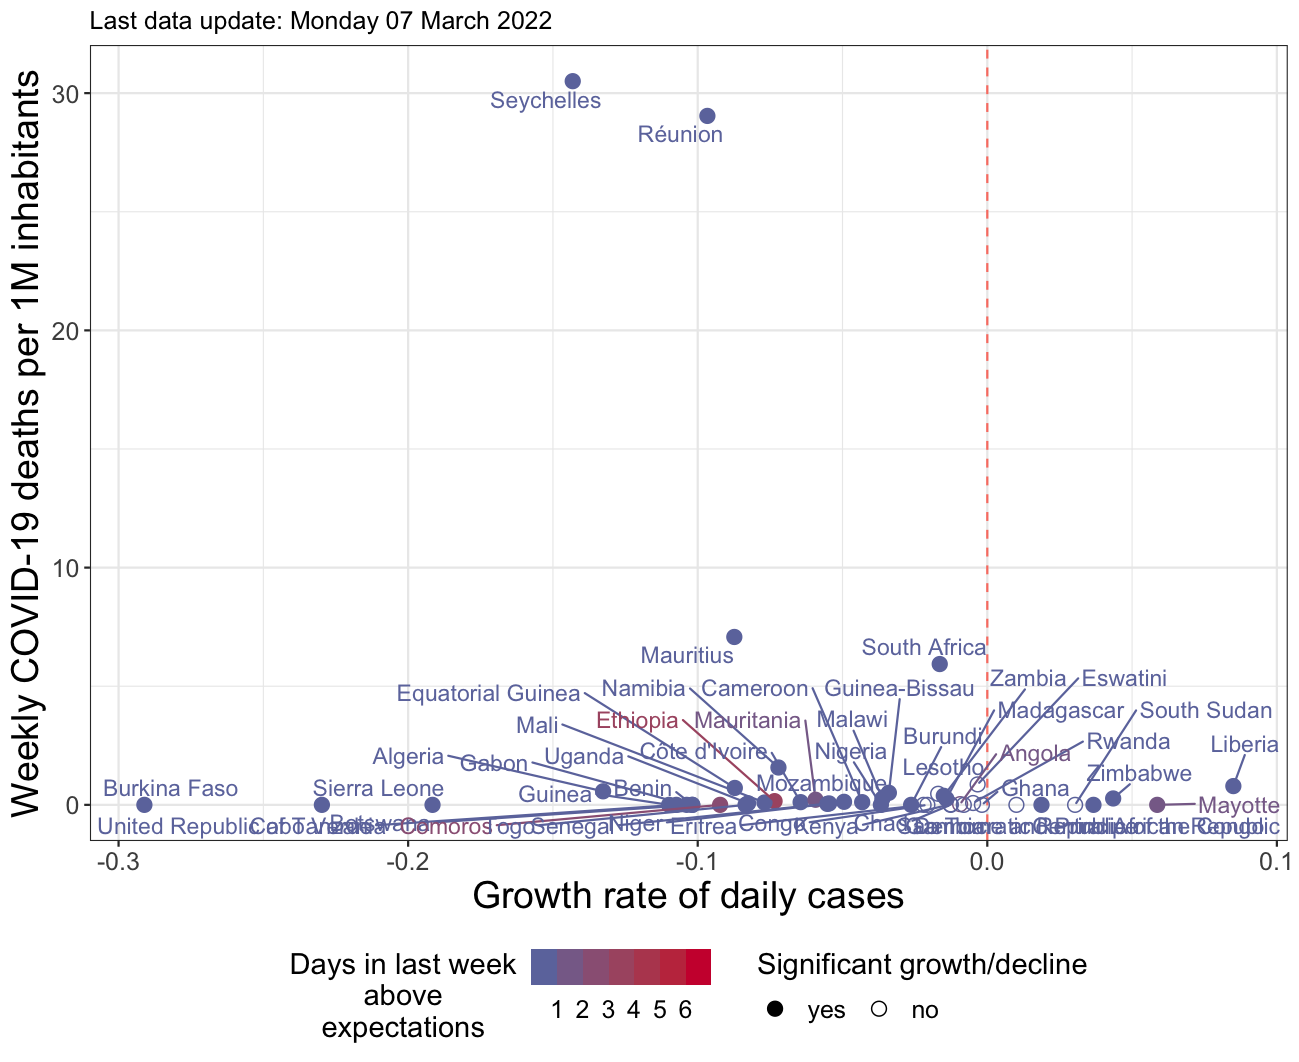 Last data update: Monday 07 March 2022
Weekly COVID-19 deaths per 1M inhabitants
30
20
10
0
Seychelles
Réunion
Mauritius
South Africa
Zambia
Eswatini
Equatorial Guinea
Namibia
Cameroon
Guinea-Bissau
Mali
Ethiopia
Mauritania
Malawi
Madagascar
South Sudan
Burundi
Rwanda
Liberia
Algeria
Gabon
Uganda
Côte d'Ivoire
Nigeria
Angola
Lesotho
Zimbabwe
Burkina Faso
Sierra Leone
Guinea
Benin
Mozambique
Ghana
Mayotte
United Republic
Botswana
Comoros
Togo
Senegal
Niger
Eritrea
Congo
Kenya
-0.3
-0.2
-0.1
0.0
0.1
Growth rate of daily cases
Days in last week
above
expectations
1 2 3 4 5 6
Significant growth/decline
yes
no